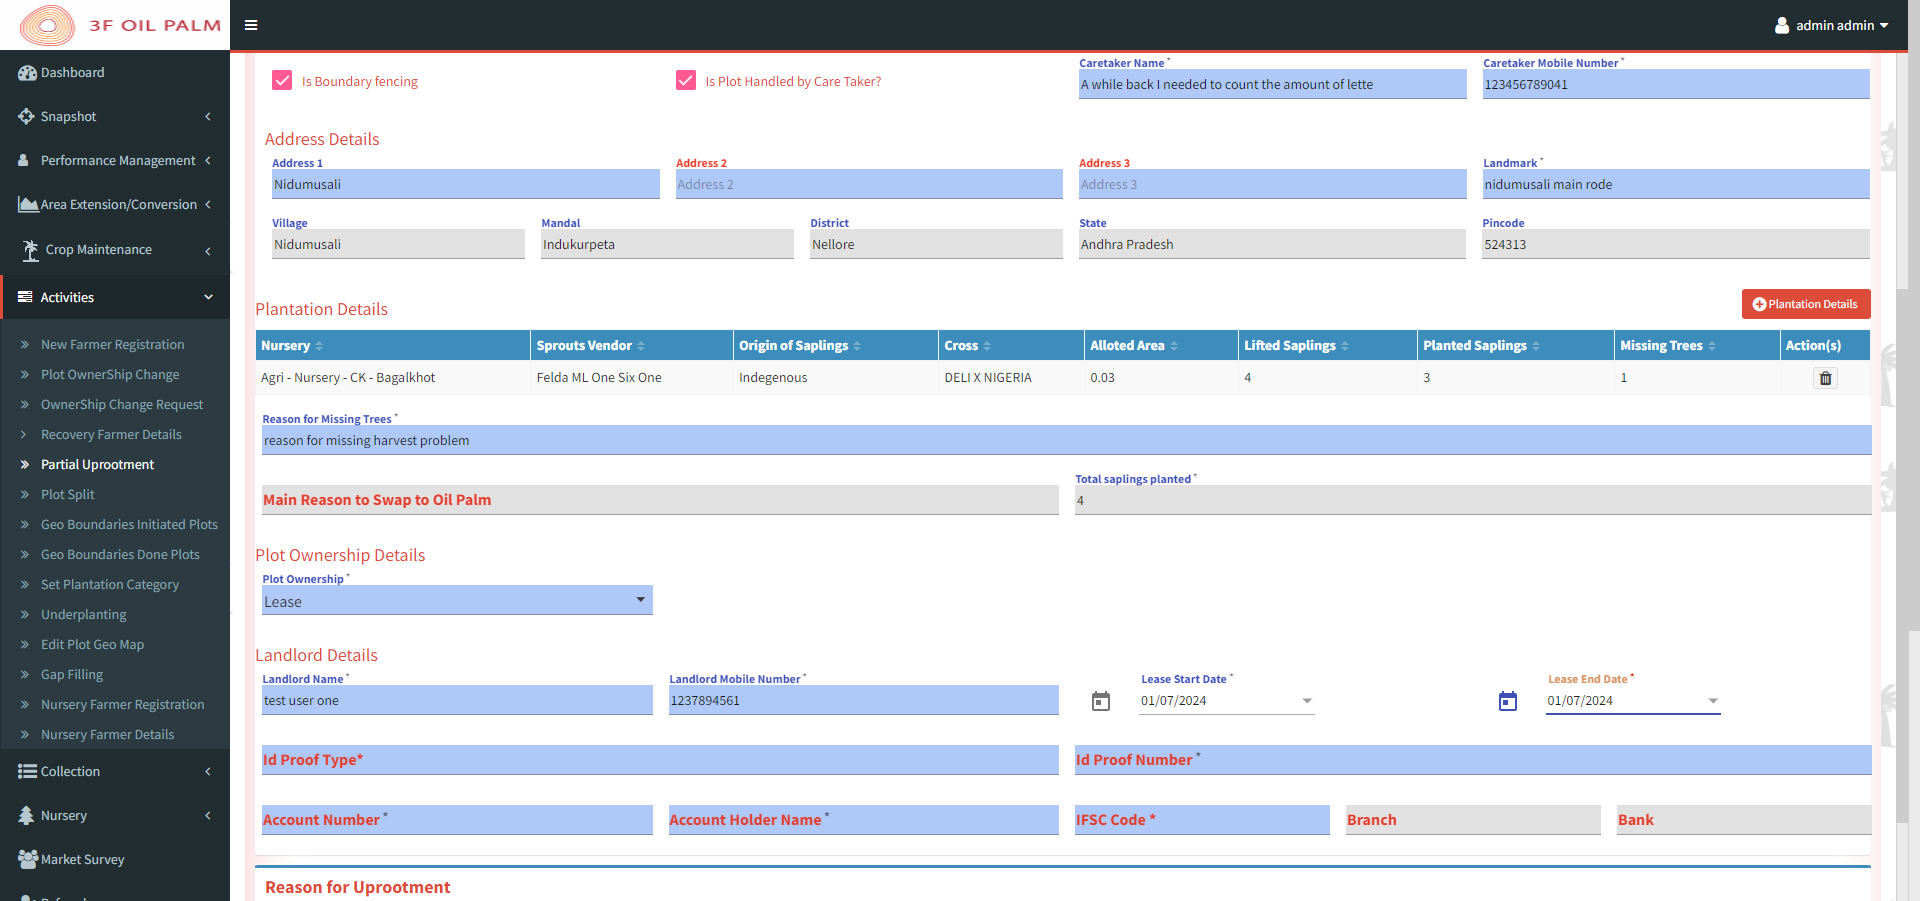 3F OIL PALM
admin admin
Dashboard
Snapshot
Performance Management
Area Extension/Conversion
Crop Maintenance
Activities
New Farmer Registration
Plot OwnerShip Change
OwnerShip Change Request
Recovery Farmer Details
Partial Uprootment
Plot Split
Geo Boundaries Initiated Plots
Geo Boundaries Done Plots
Set Plantation Category
Underplanting
Edit Plot Geo Map
Gap Filling
Nursery Farmer Registration
Nursery Farmer Details
Collection
Nursery
Market Survey
Caretaker Name * Caretaker Mobile Number *
Is Boundary fencing Is Plot Handled by Care Taker? A while back I needed to count the amount of lette 123456789041
Address Details
Address 1 Address 2 Address 3 Landmark *
Nidumusali Address 2 Address 3 nidumusali main rode
Village Mandal District State Pincode
Nidumusali Indukurpeta Nellore Andhra Pradesh 524313
Plantation Details Plantation Details
Nursery Sprouts Vendor Origin of Saplings Cross Alloted Area Lifted Saplings Planted Saplings Missing Trees Action(s)
Agri - Nursery - CK - Bagalkhot Felda ML One Six One Indegenous DELI X NIGERIA 0.03 4 3 1
Reason for Missing Trees *
reason for missing harvest problem
Total saplings planted *
Main Reason to Swap to Oil Palm 4
Plot Ownership Details
Plot Ownership *
Lease
Landlord Details
Landlord Name * Landlord Mobile Number * Lease Start Date * Lease End Date *
test user one 1237894561 01/07/2024 01/07/2024
Id Proof Type* Id Proof Number *
Account Number * Account Holder Name * IFSC Code * Branch Bank
Reason for Uprootment